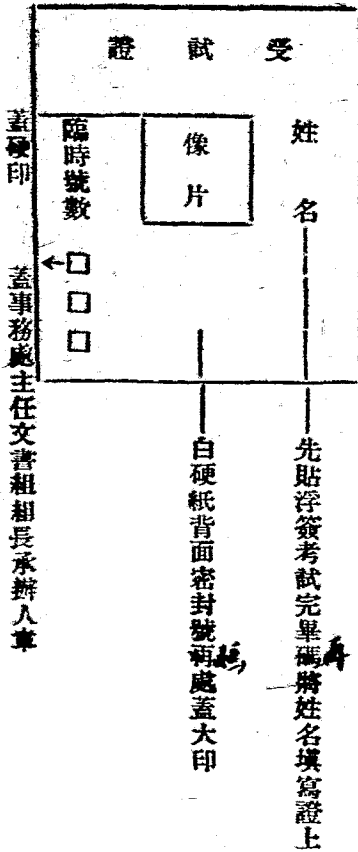 受試證
姓名
先貼浮簽考試完畢碼將姓名填寫證上
再
像片
白硬紙背面密封號再處蓋大印
臨時號數□□□
蓋硬印
蓋事務處主任文書組組長承辦人章